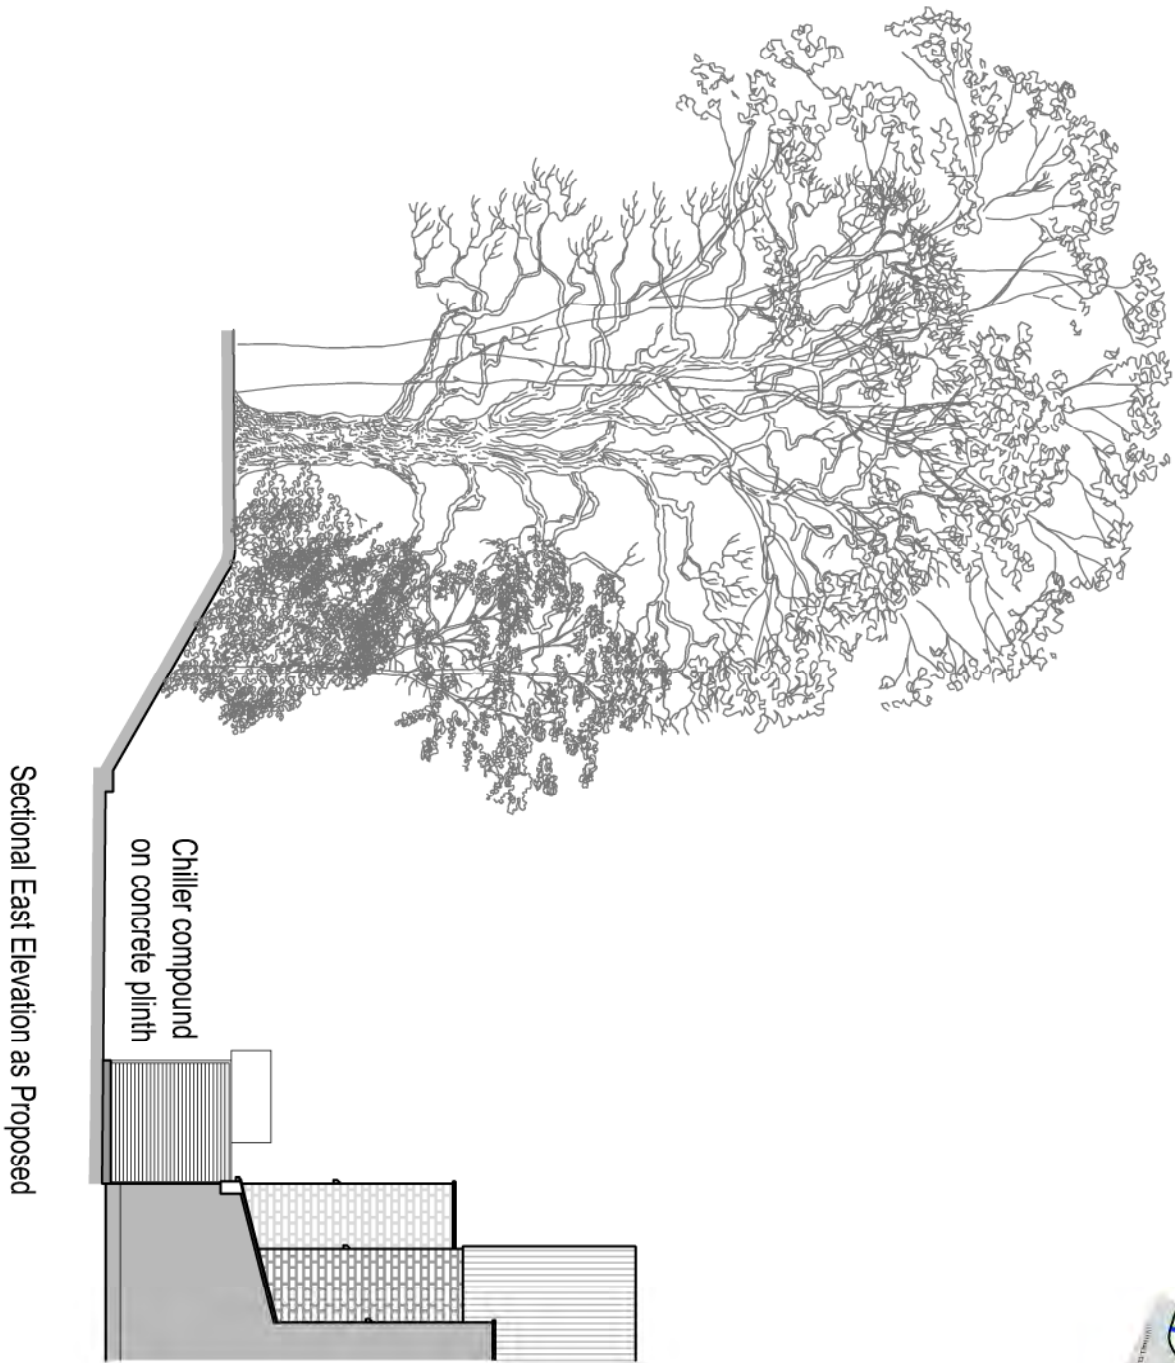 Chiller compound
on concrete plinth
Sectional East Elevation as Proposed